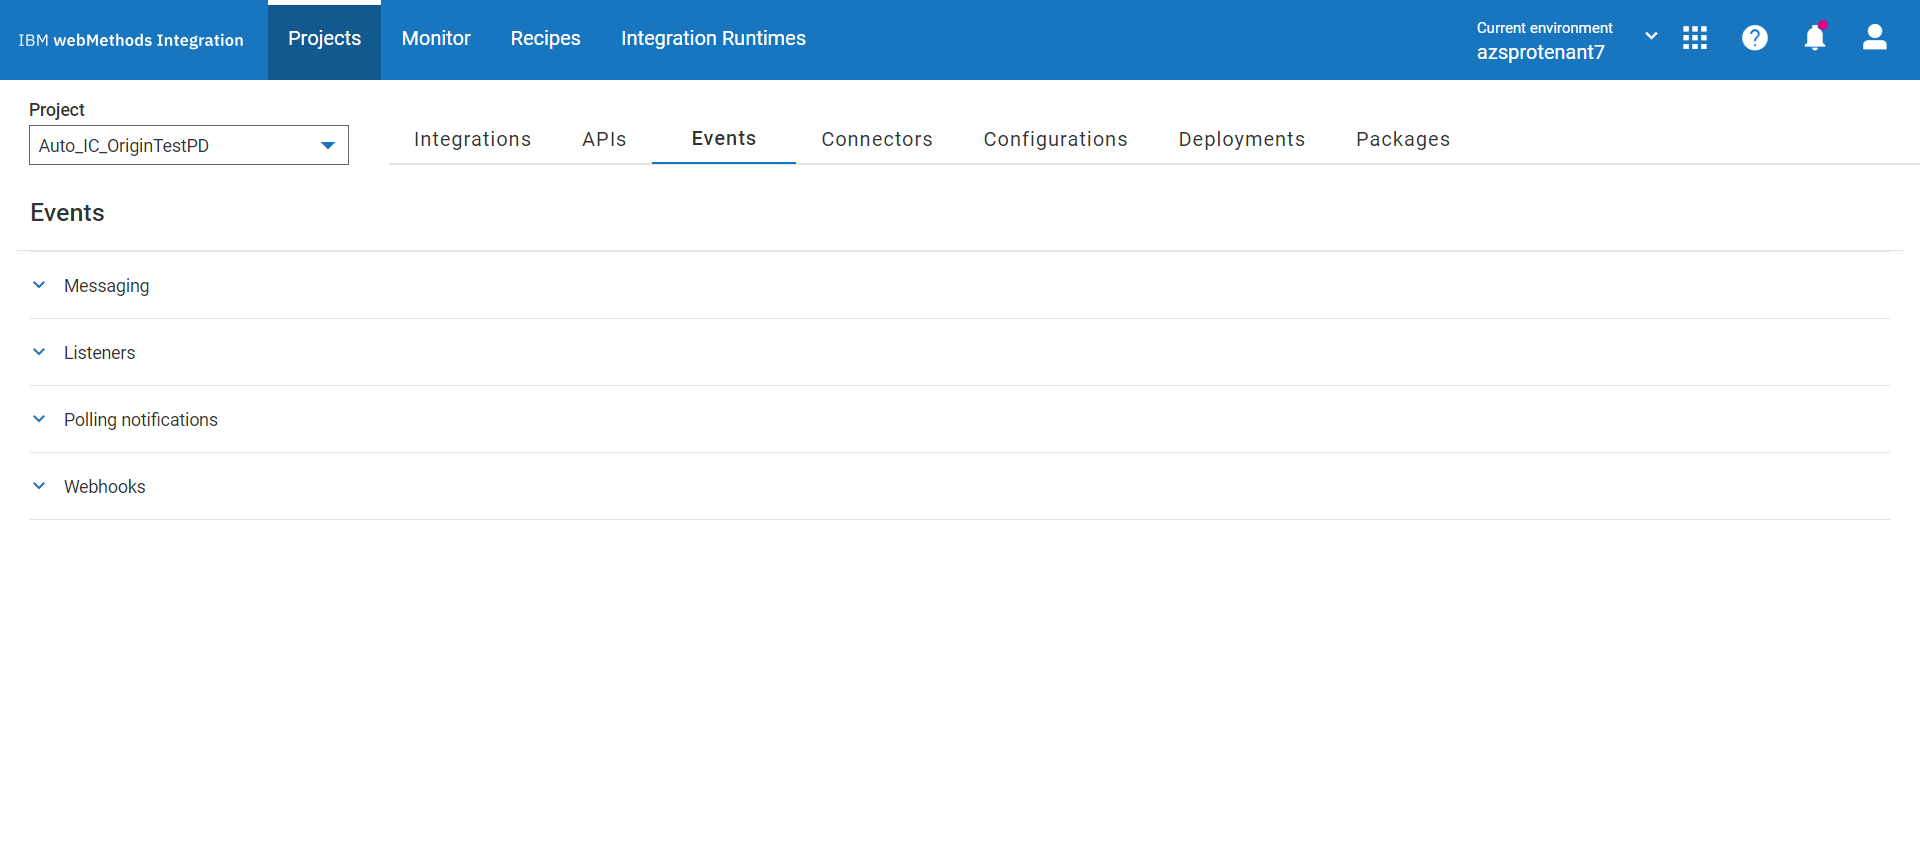 IBM webMethods Integration
Projects
Monitor
Recipes
Integration Runtimes
Current environment
azsprotenant7
Project
Auto_IC_OriginTestPD
Integrations
APIs
Events
Connectors
Configurations
Deployments
Packages
Events
Messaging
Listeners
Polling notifications
Webhooks